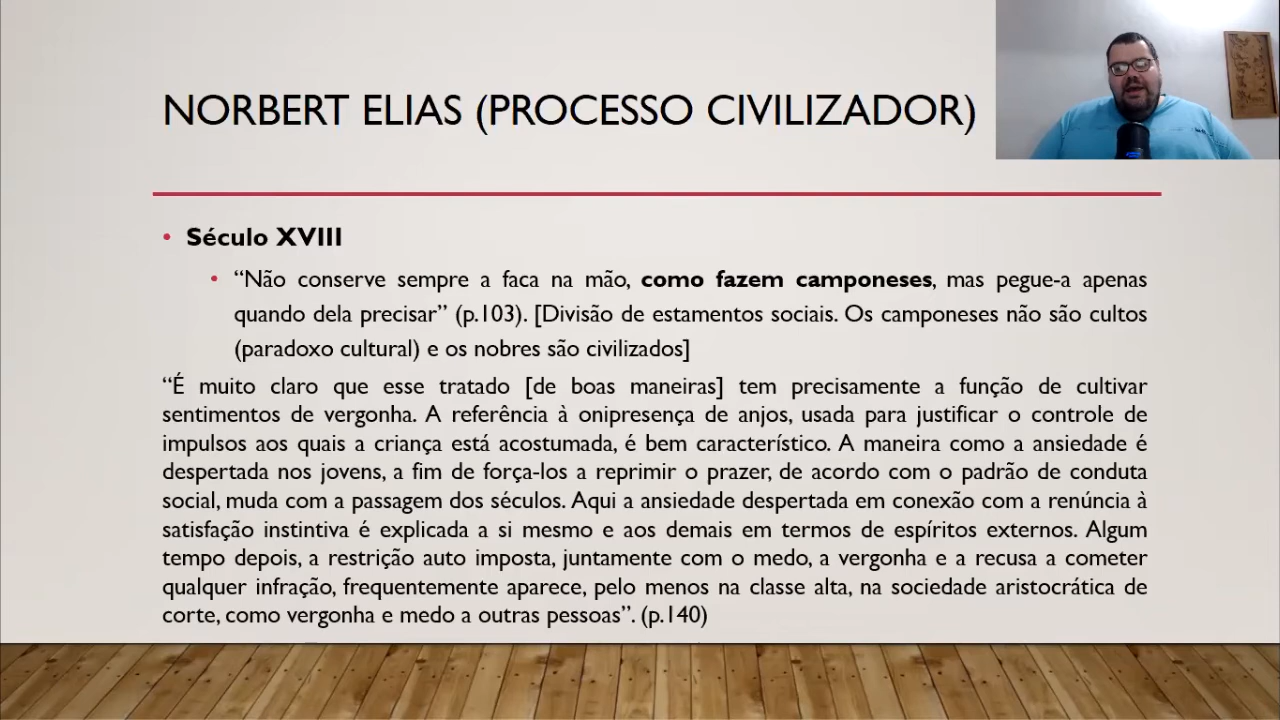 NORBERT ELIAS (PROCESSO CIVILIZADOR)
• Século XVIII
• “Não conserve sempre a faca na mão, como fazem camponeses, mas pegue-a apenas
quando dela precisar” (p.103). [Divisão de estamentos sociais. Os camponeses não são cultos
(paradoxo cultural) e os nobres são civilizados]
“É muito claro que esse tratado [de boas maneiras] tem precisamente a função de cultivar
sentimentos de vergonha. A referência à onipresença de anjos, usada para justificar o controle de
impulsos aos quais a criança está acostumada, é bem característico. A maneira como a ansiedade é
despertada nos jovens, a fim de força-los a reprimir o prazer, de acordo com o padrão de conduta
social, muda com a passagem dos séculos. Aqui a ansiedade despertada em conexão com a renúncia à
satisfação instintiva é explicada a si mesmo e aos demais em termos de espíritos externos. Algum
tempo depois, a restrição auto imposta, juntamente com o medo, a vergonha e a recusa a cometer
qualquer infração, frequentemente aparece, pelo menos na classe alta, na sociedade aristocrática de
corte, como vergonha e medo a outras pessoas”. (p.140)